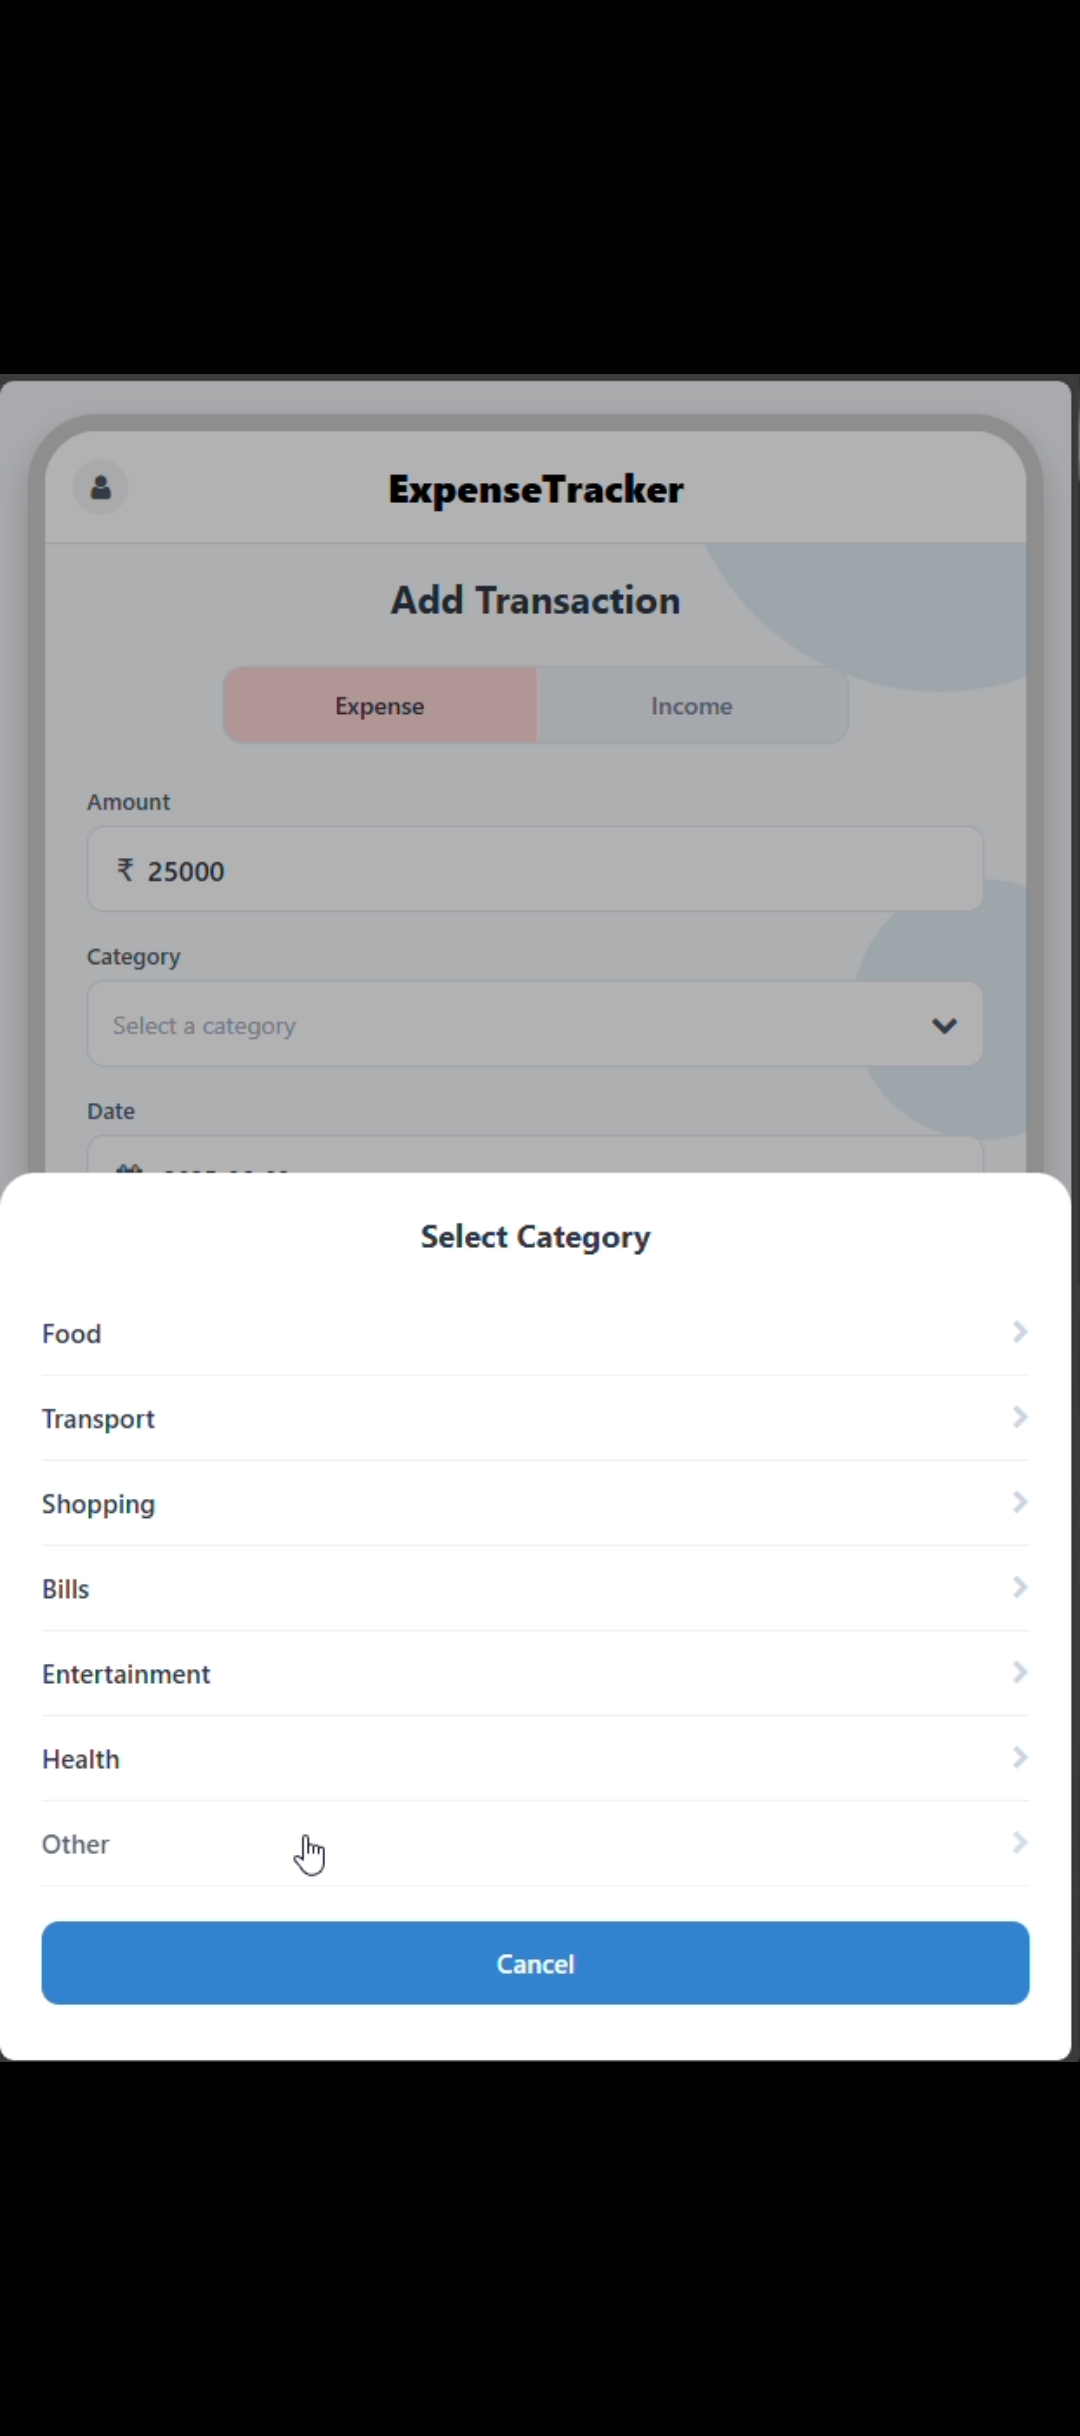 ExpenseTracker
Add Transaction
Expense
Income
Amount
₹ 25000
Category
Select a category
Date
Select Category
Food
Transport
Shopping
Bills
Entertainment
Health
Other
Cancel